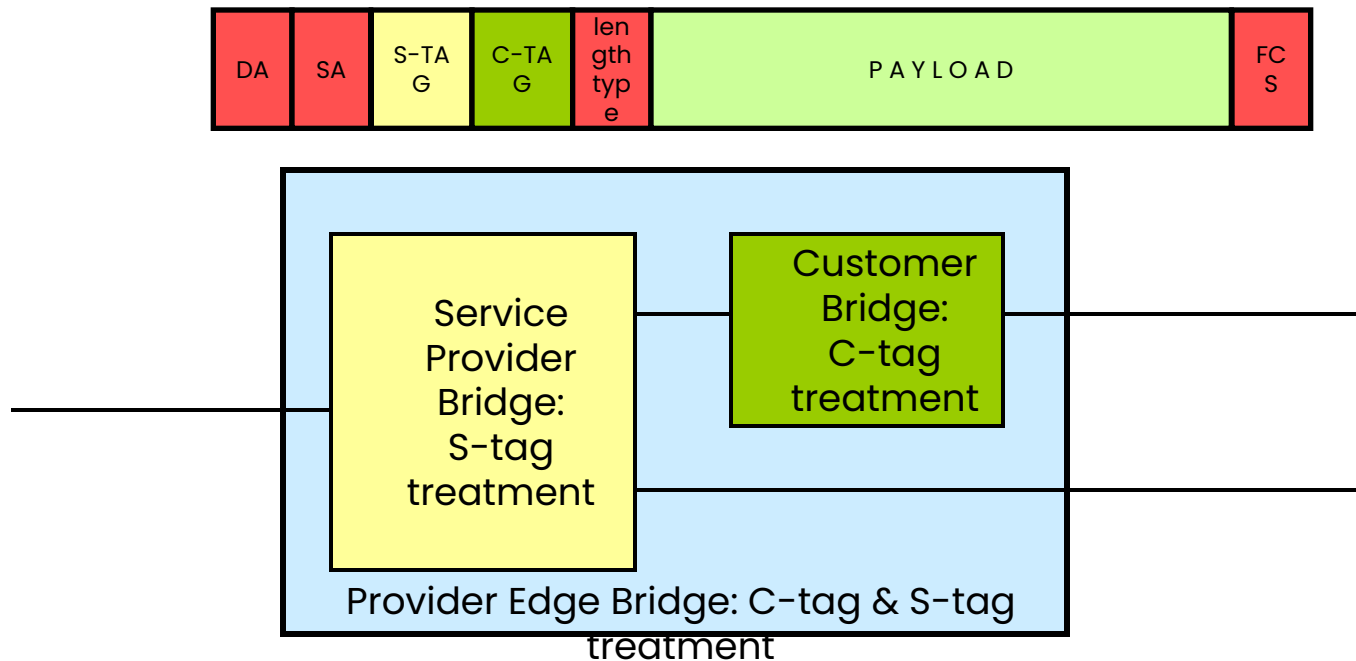 DA
SA
S-TA
G
C-TA
G
len
gth
typ
e
P A Y L O A D
FC
S
Service
Provider
Bridge:
S-tag
treatment
Customer
Bridge:
C-tag
treatment
Provider Edge Bridge: C-tag & S-tag
treatment